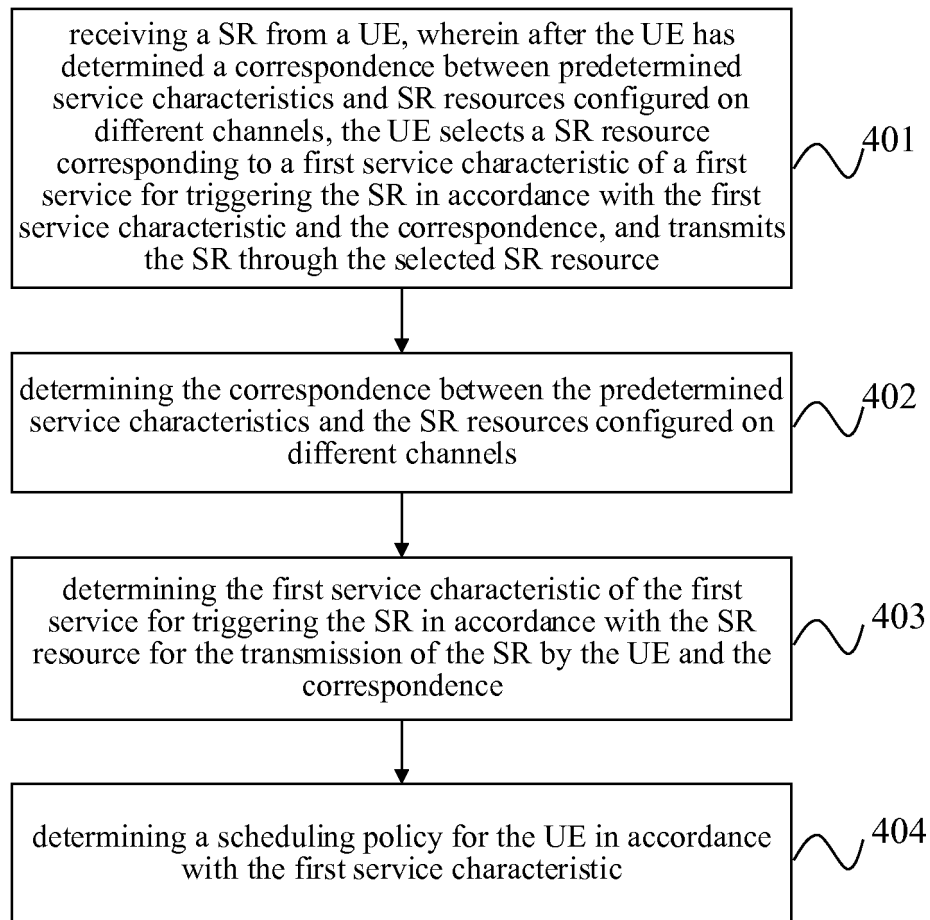 receiving a SR from a UE, wherein after the UE has
determined a correspondence between predetermined
service characteristics and SR resources configured on
different channels, the UE selects a SR resource
corresponding to a first service characteristic of a first
service for triggering the SR in accordance with the first
service characteristic and the correspondence, and transmits
the SR through the selected SR resource
401
determining the correspondence between the predetermined
service characteristics and the SR resources configured on
different channels
402
determining the first service characteristic of the first
service for triggering the SR in accordance with the SR
resource for the transmission of the SR by the UE and the
correspondence
403
determining a scheduling policy for the UE in accordance
with the first service characteristic
404